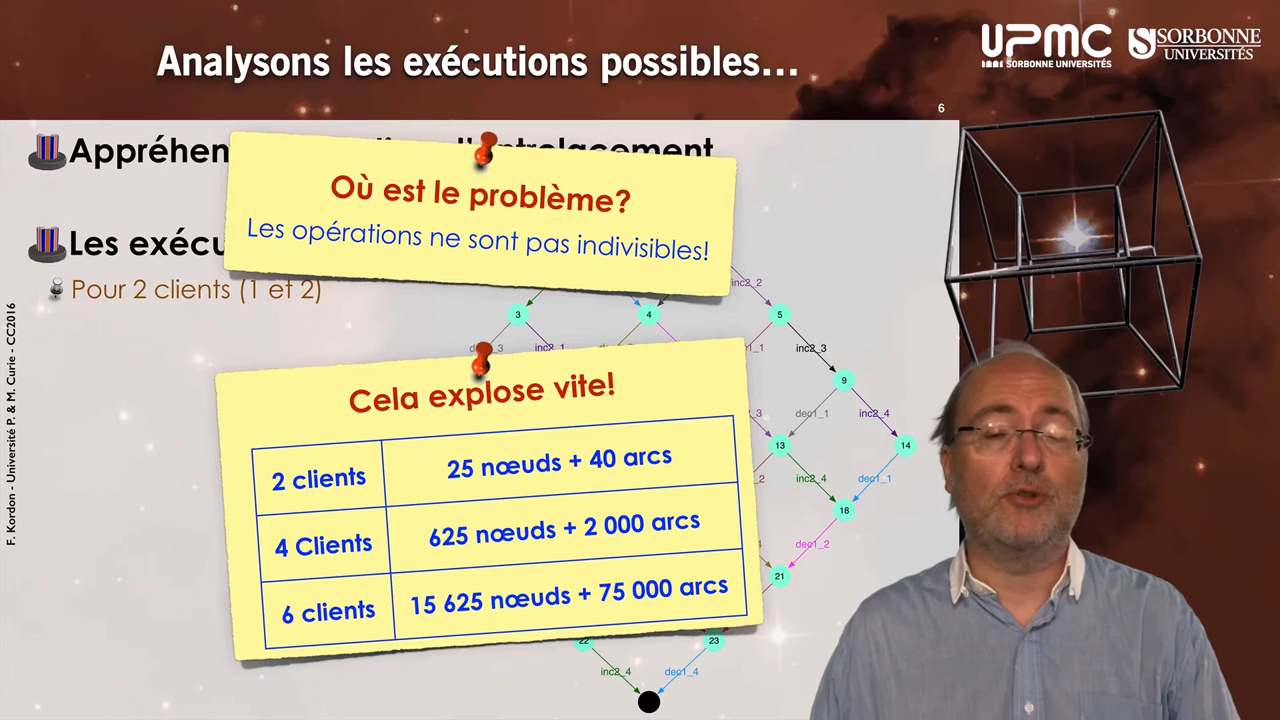 Analysons les exécutions possibles...
UPMC
SORBONNE UNIVERSITÉS
SORBONNE
UNIVERSITÉS
6
Où est le problème?
Les opérations ne sont pas indivisibles!
Pour 2 clients (1 et 2)
inc2_2
3
4
5
inc2_1
inc2_3
9
Cela explose vite!
2 clients 25 nœuds + 40 arcs
4 Clients 625 nœuds + 2 000 arcs
6 clients 15 625 nœuds + 75 000 arcs
dec1_1
inc2_4
13
14
inc2_4
dec1_1
18
dec1_2
21
22
23
inc2_4
dec1_4
F. Kordon - Université P. & M. Curie - CC2016